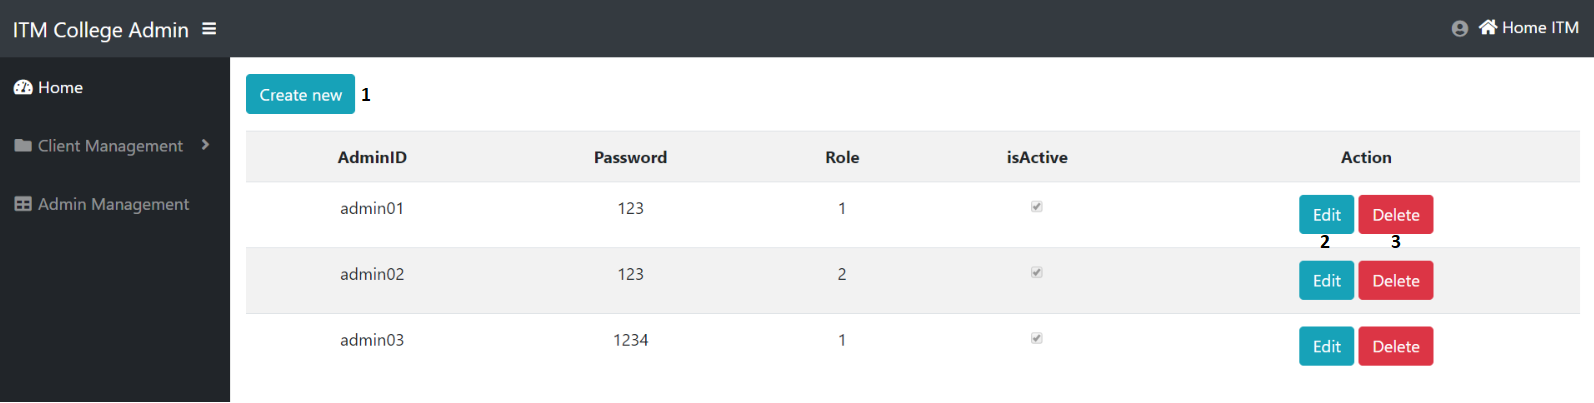 ITM College Admin Home ITM
Home
Create new 1
Client Management
Admin Management
AdminID Password Role isActive Action
admin01 123 1 Edit Delete
2 3
admin02 123 2 Edit Delete
admin03 1234 1 Edit Delete